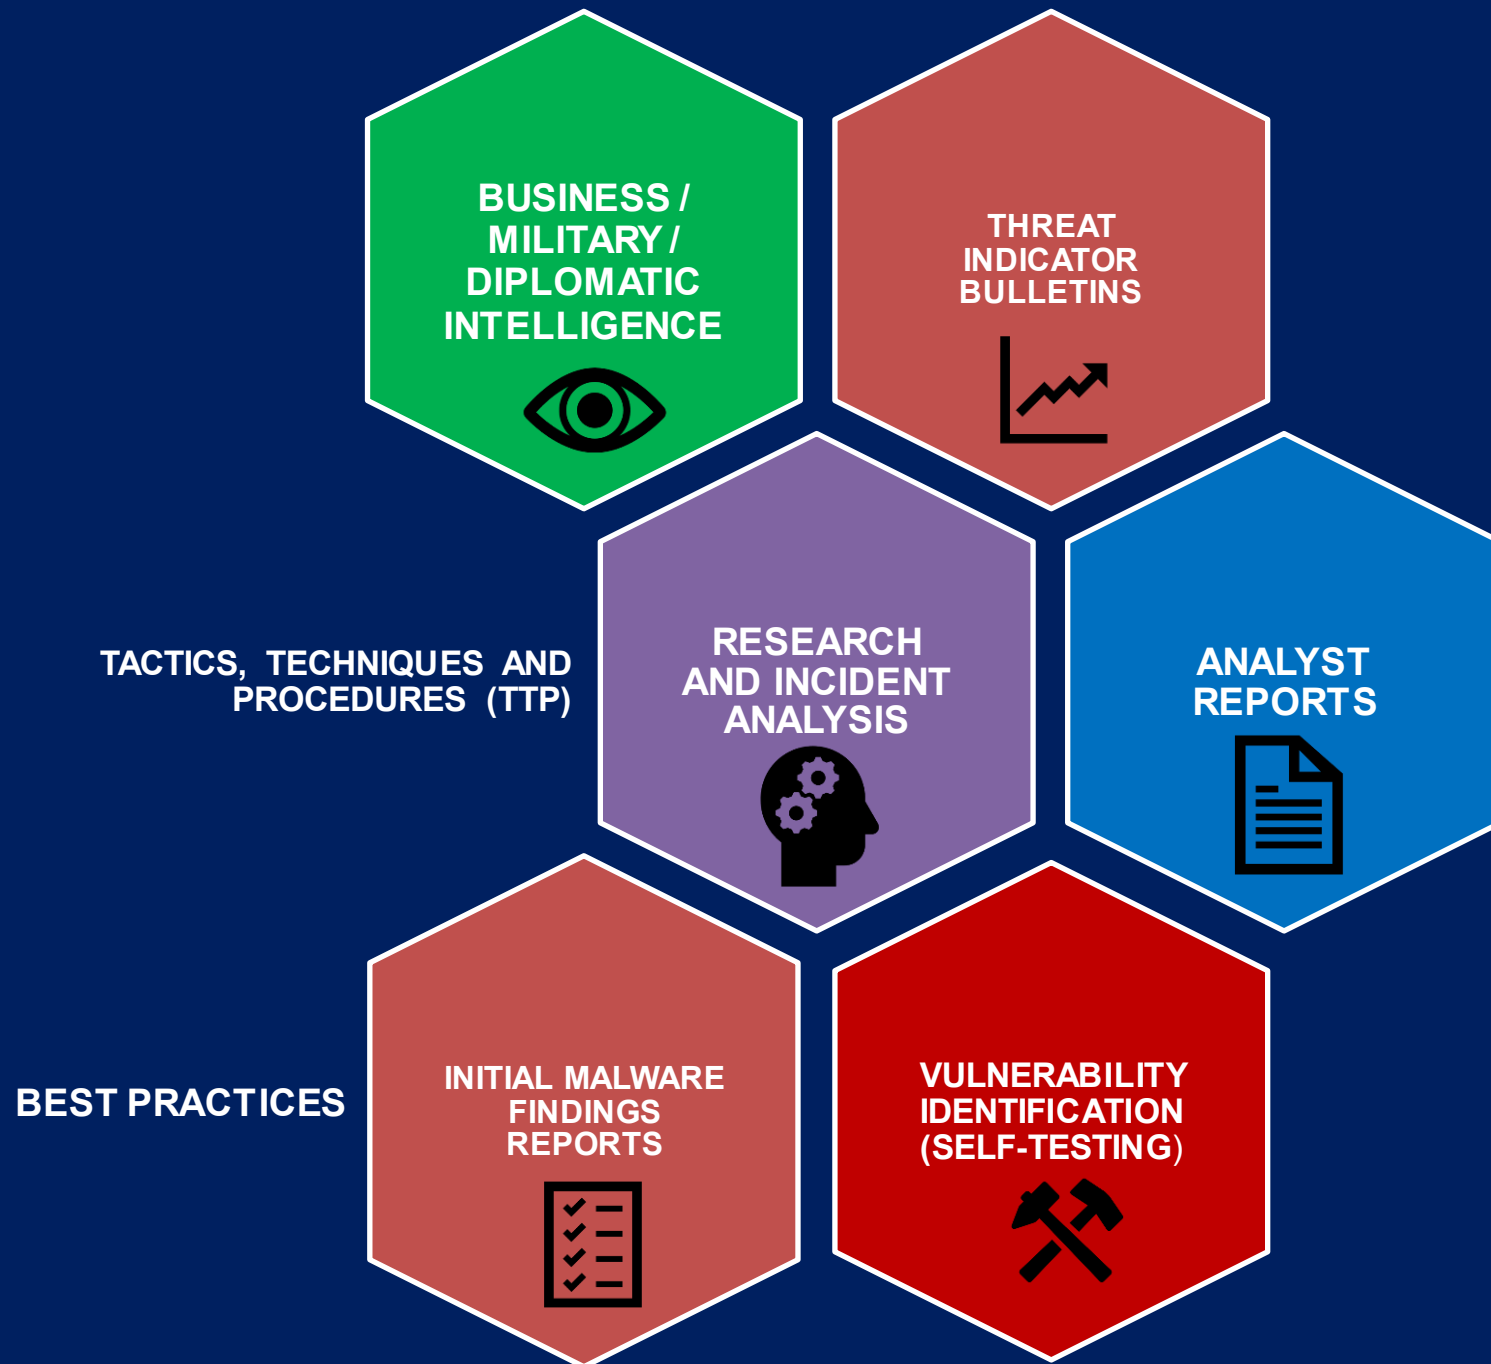 BUSINESS /
MILITARY /
DIPLOMATIC
INTELLIGENCE
THREAT
INDICATOR
BULLETINS
TACTICS, TECHNIQUES AND
PROCEDURES (TTP)
RESEARCH
AND INCIDENT
ANALYSIS
ANALYST
REPORTS
BEST PRACTICES
INITIAL MALWARE
FINDINGS
REPORTS
VULNERABILITY
IDENTIFICATION
(SELF-TESTING)